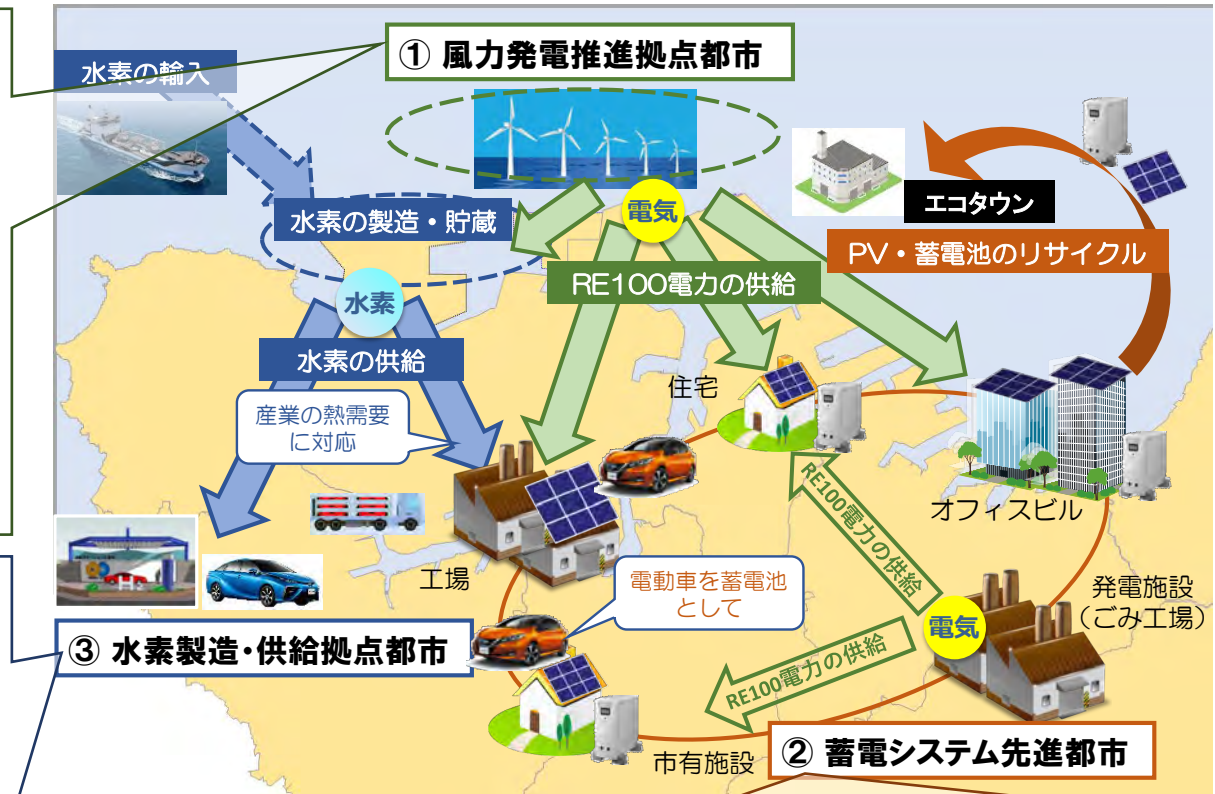 ① 風力発電推進拠点都市
水素の輸入
水素の製造・貯蔵
電気
エコタウン
PV・蓄電池のリサイクル
RE100電力の供給
水素
水素の供給
産業の熱需要
に対応
住宅
オフィスビル
工場
電動車を蓄電池
として
RE100電力の供給
発電施設
（ごみ工場）
電気
RE100電力の供給
③ 水素製造・供給拠点都市
市有施設
② 蓄電システム先進都市